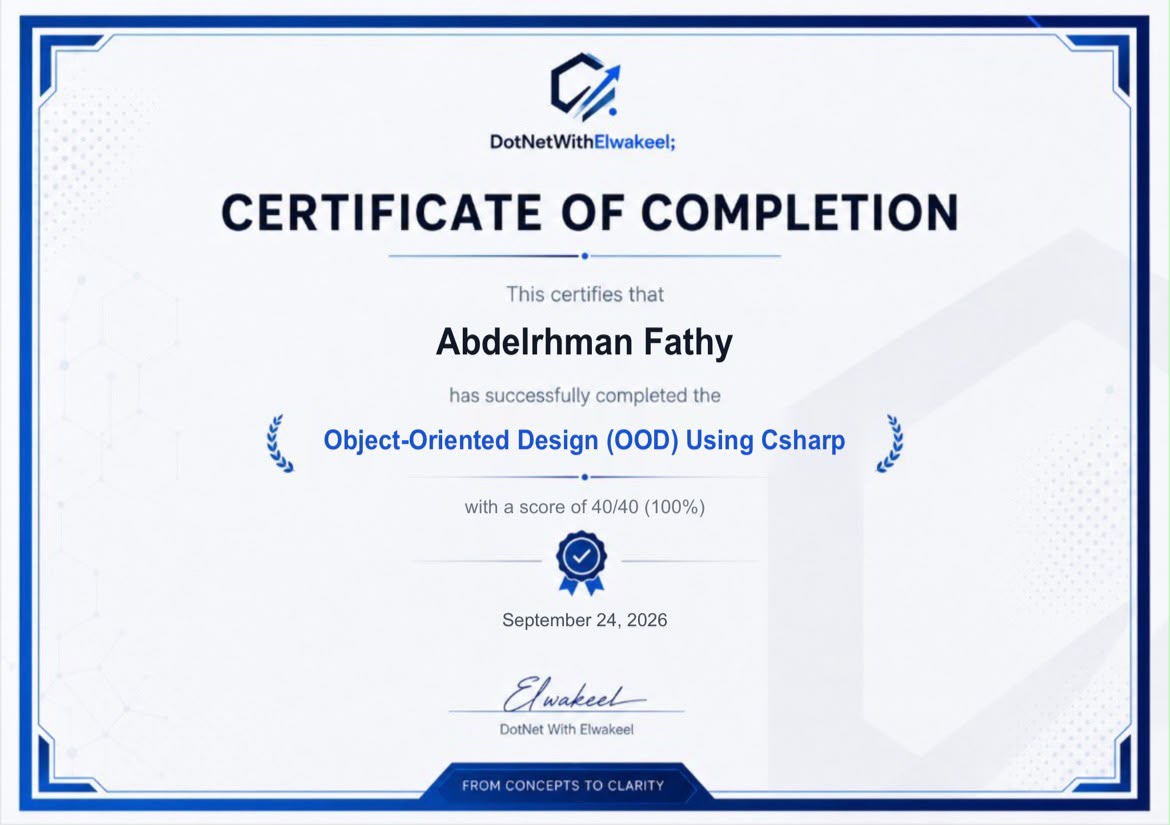 DotNetWithElwakeel;
CERTIFICATE OF COMPLETION
This certifies that
Abdelrhman Fathy
has successfully completed the
Object-Oriented Design (OOD) Using Csharp
with a score of 40/40 (100%)
September 24, 2026
Elwakeel
DotNet With Elwakeel
FROM CONCEPTS TO CLARITY